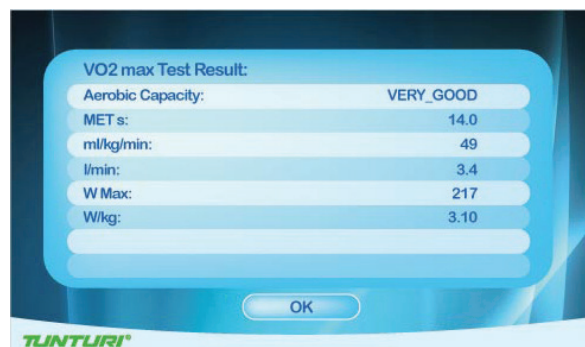 VO2 max Test Result:
Aerobic Capacity: VERY_GOOD
MET s: 14.0
ml/kg/min: 49
l/min: 3.4
W Max: 217
W/kg: 3.10
OK
TUNTURI®